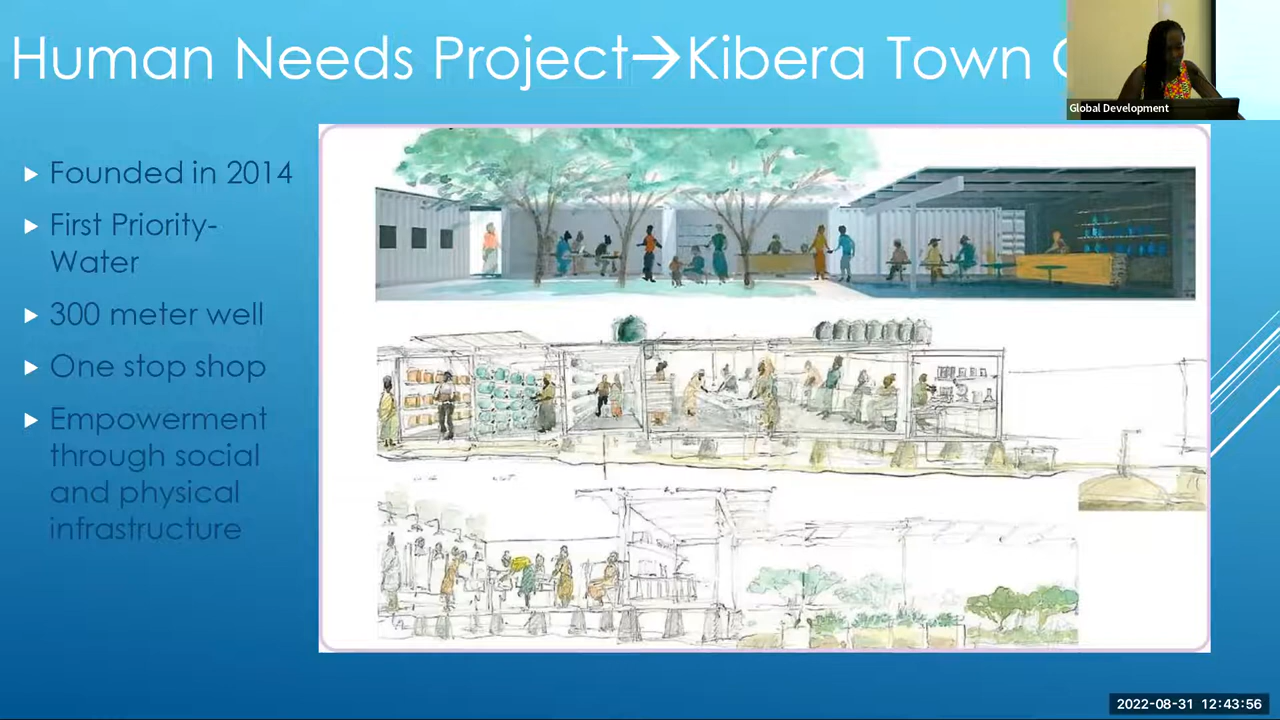 Human Needs Project→Kibera Town
Global Development
Founded in 2014
First Priority-
Water
300 meter well
One stop shop
Empowerment
through social
and physical
infrastructure
2022-08-31 12:43:56